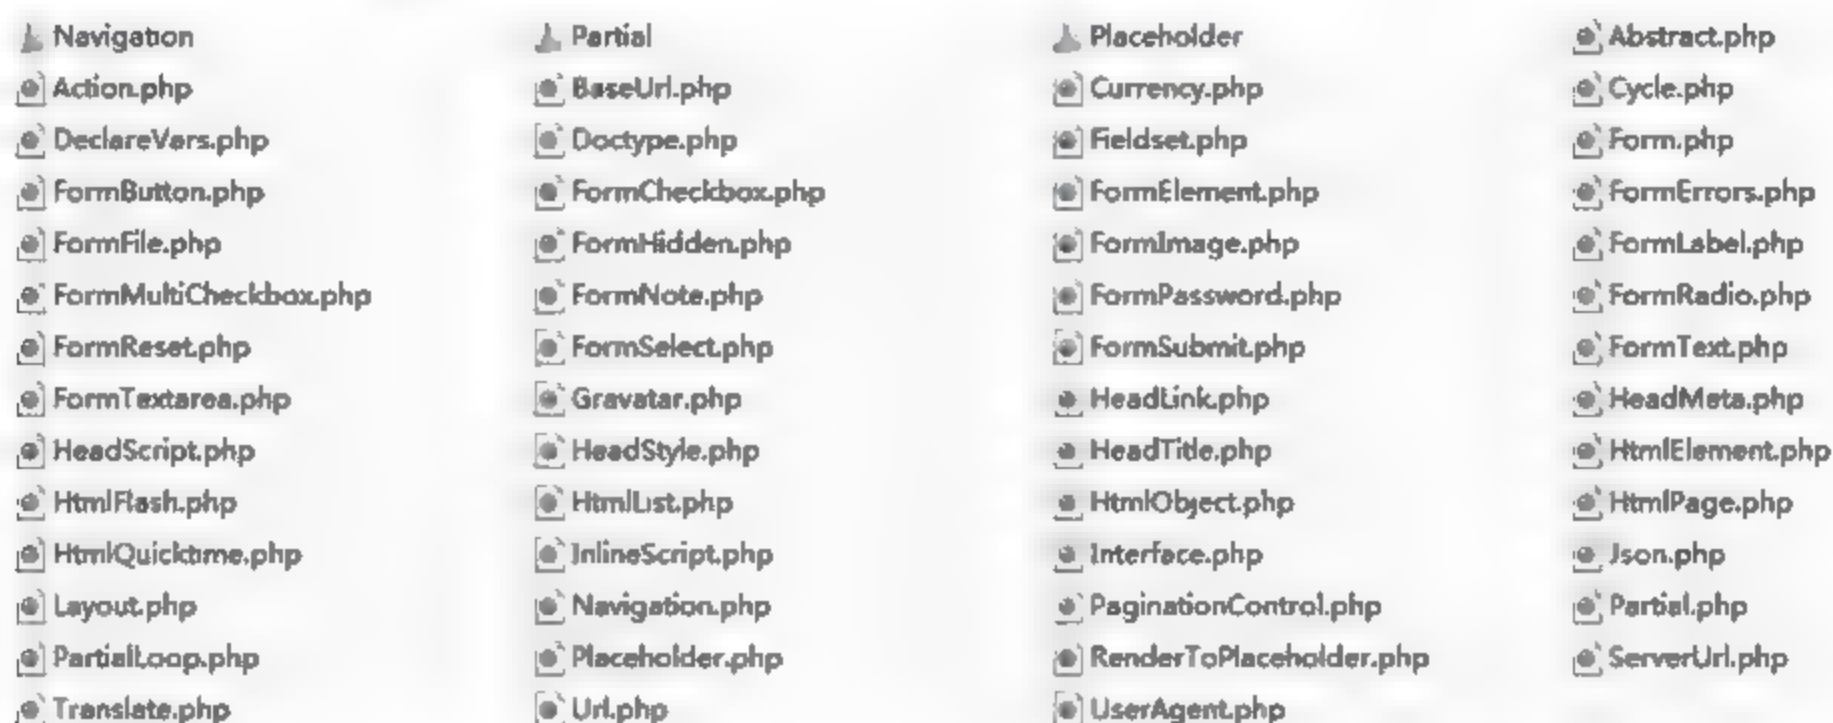 Navigation Partial Placeholder Abstract.php
Action.php BaseUrl.php Currency.php Cycle.php
DeclareVars.php Doctype.php Fieldset.php Form.php
FormButton.php FormCheckbox.php FormElement.php FormErrors.php
FormFile.php FormHidden.php FormImage.php FormLabel.php
FormMultiCheckbox.php FormNote.php FormPassword.php FormRadio.php
FormReset.php FormSelect.php FormSubmit.php FormText.php
FormTextarea.php Gravatar.php HeadLink.php HeadMeta.php
HeadScript.php HeadStyle.php HeadTitle.php HtmlElement.php
HtmlFlash.php HtmlList.php HtmlObject.php HtmlPage.php
HtmlQuicktime.php InlineScript.php Interface.php Json.php
Layout.php Navigation.php PaginationControl.php Partial.php
PartialLoop.php Placeholder.php RenderToPlaceholder.php ServerUrl.php
Translate.php Url.php UserAgent.php